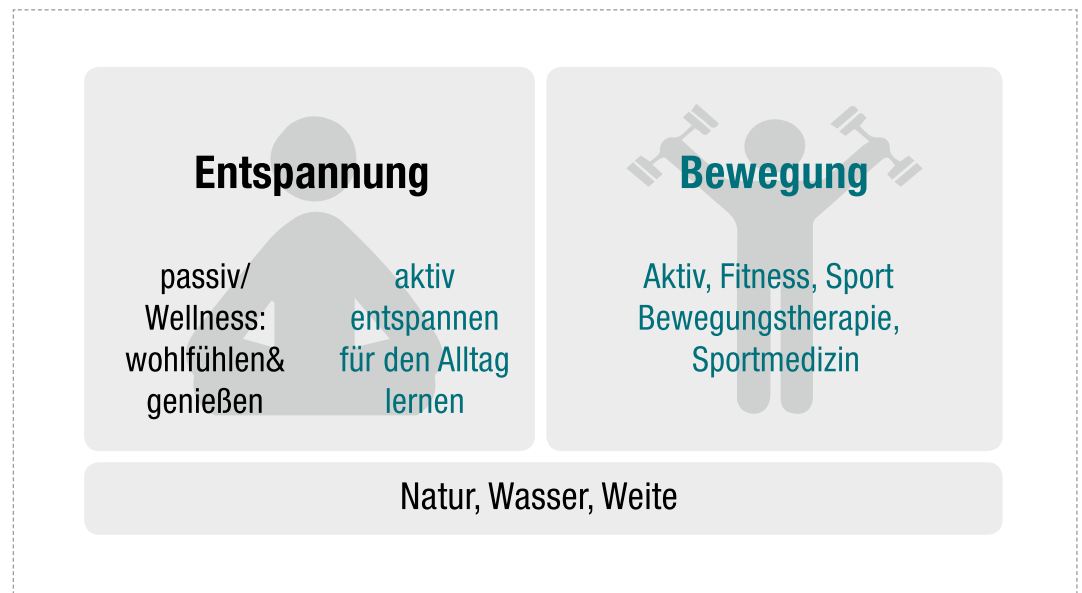 Entspannung
passiv/
Wellness:
wohlfühlen&
genießen
aktiv
entspannen
für den Alltag
lernen
Bewegung
Aktiv, Fitness, Sport
Bewegungstherapie,
Sportmedizin
Natur, Wasser, Weite